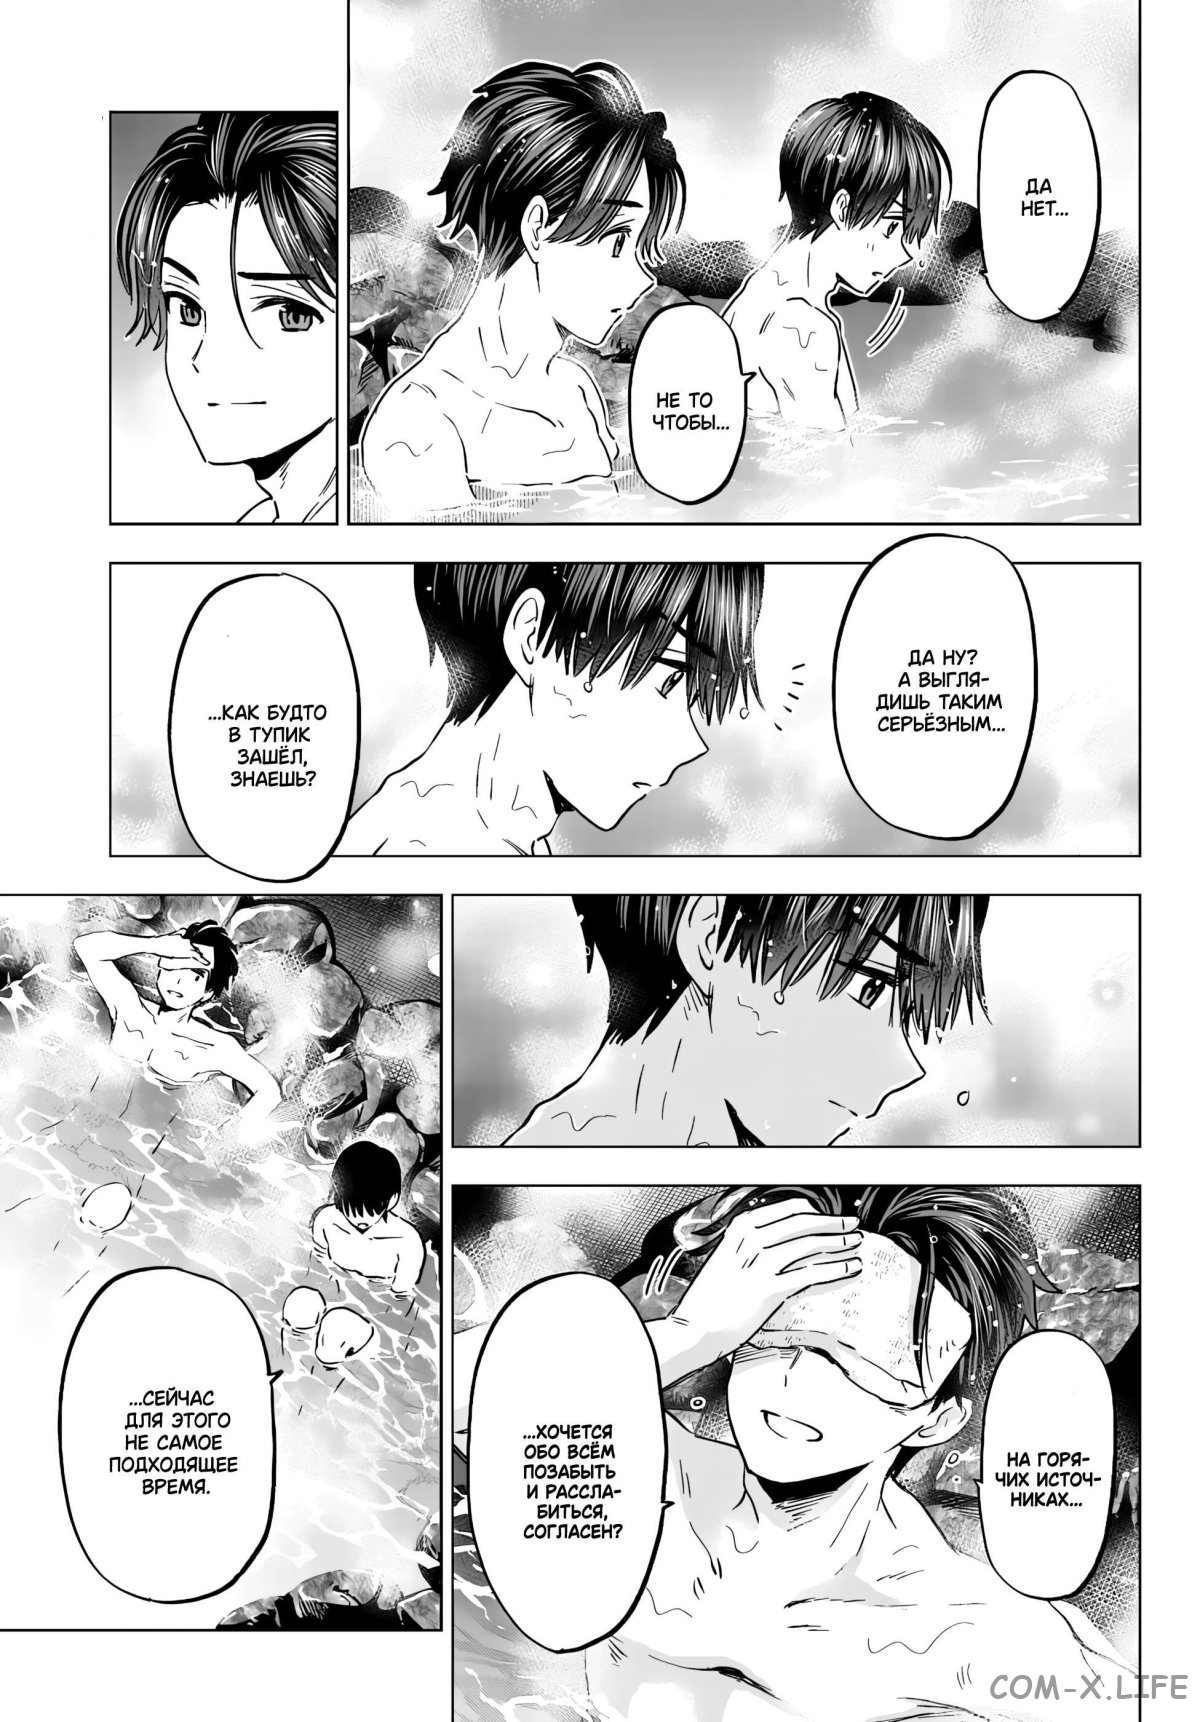 ДА
НЕТ...
НЕ ТО
ЧТОБЫ...
ДА НУ?
А ВЫГЛЯ-
ДИШЬ ТАКИМ
СЕРЬЁЗНЫМ...
...КАК БУДТО
В ТУПИК
ЗАШЁЛ,
ЗНАЕШЬ?
НА ГОРЯ-
ЧИХ ИСТОЧ-
НИКАХ...
...ХОЧЕТСЯ
ОБО ВСЁМ
ПОЗАБЫТЬ
И РАССЛА-
БИТЬСЯ,
СОГЛАСЕН?
...СЕЙЧАС
ДЛЯ ЭТОГО
НЕ САМОЕ
ПОДХОДЯЩЕЕ
ВРЕМЯ.
COM-X.LIFE